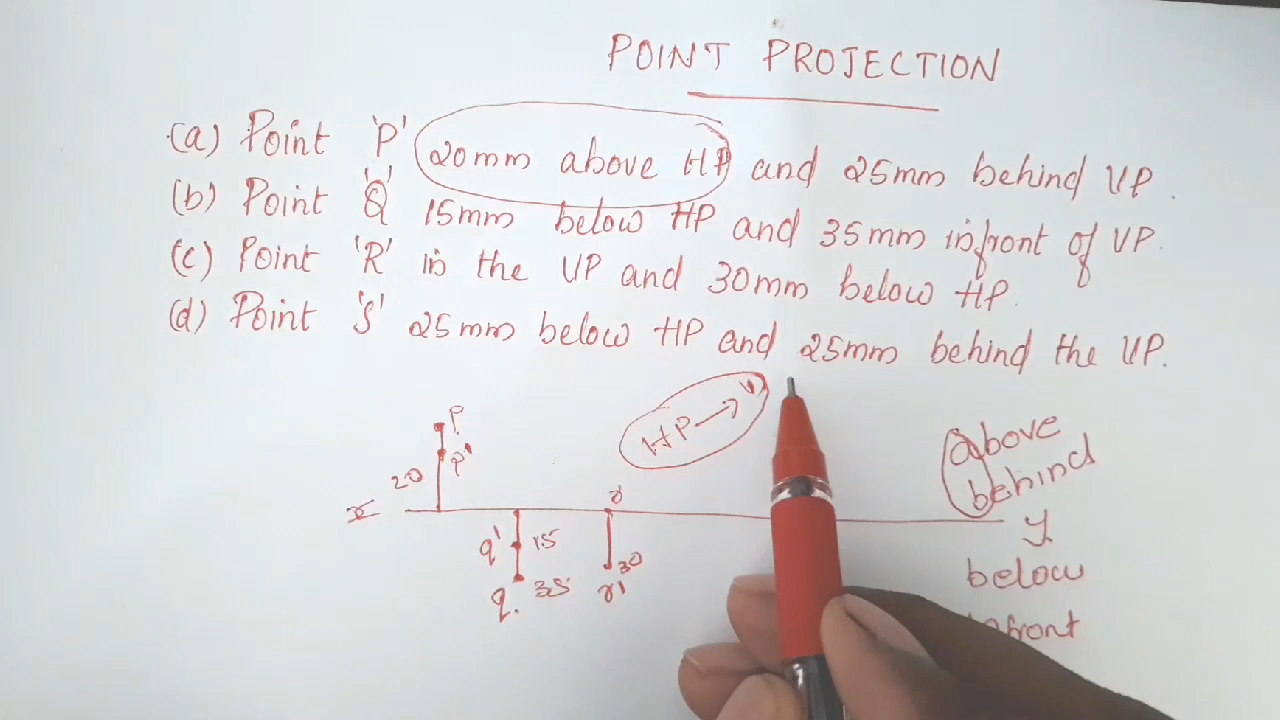 POINT PROJECTION
(a) Point 'P' 20mm above HP and 25mm behind VP.
(b) Point 'Q' 15mm below HP and 35mm infront of VP.
(c) Point 'R' in the VP and 30mm below HP.
(d) Point 'S' 25mm below HP and 25mm behind the VP.
HP → V
above
behind
P
P'
20
x
y
r
q' 15
q. 35
30
r'
below
front